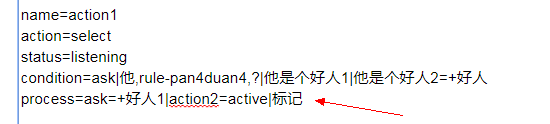 name=action1
action=select
status=listening
condition=ask|他,rule-pan4duan4,?|他是个好人1|他是个好人2=+好人
process=ask=+好人1|action2=active|标记